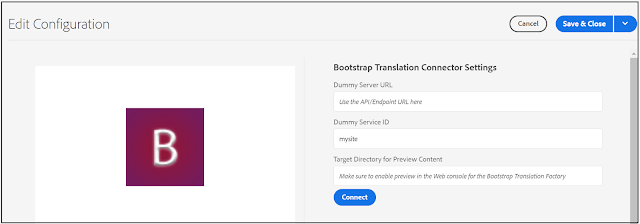 Edit Configuration
Cancel
Save & Close
B
Bootstrap Translation Connector Settings
Dummy Server URL
Use the API/Endpoint URL here
Dummy Service ID
mysite
Target Directory for Preview Content
Make sure to enable preview in the Web console for the Bootstrap Translation Factory
Connect